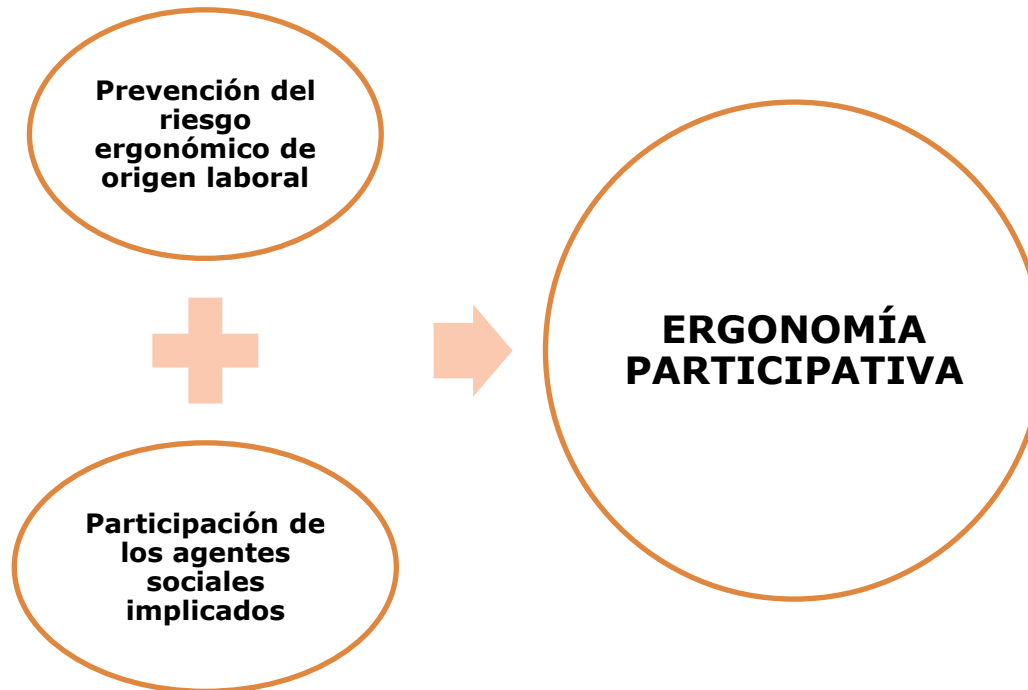 Prevención del
riesgo
ergonómico de
origen laboral
Participación de
los agentes
sociales
implicados
ERGONOMÍA
PARTICIPATIVA